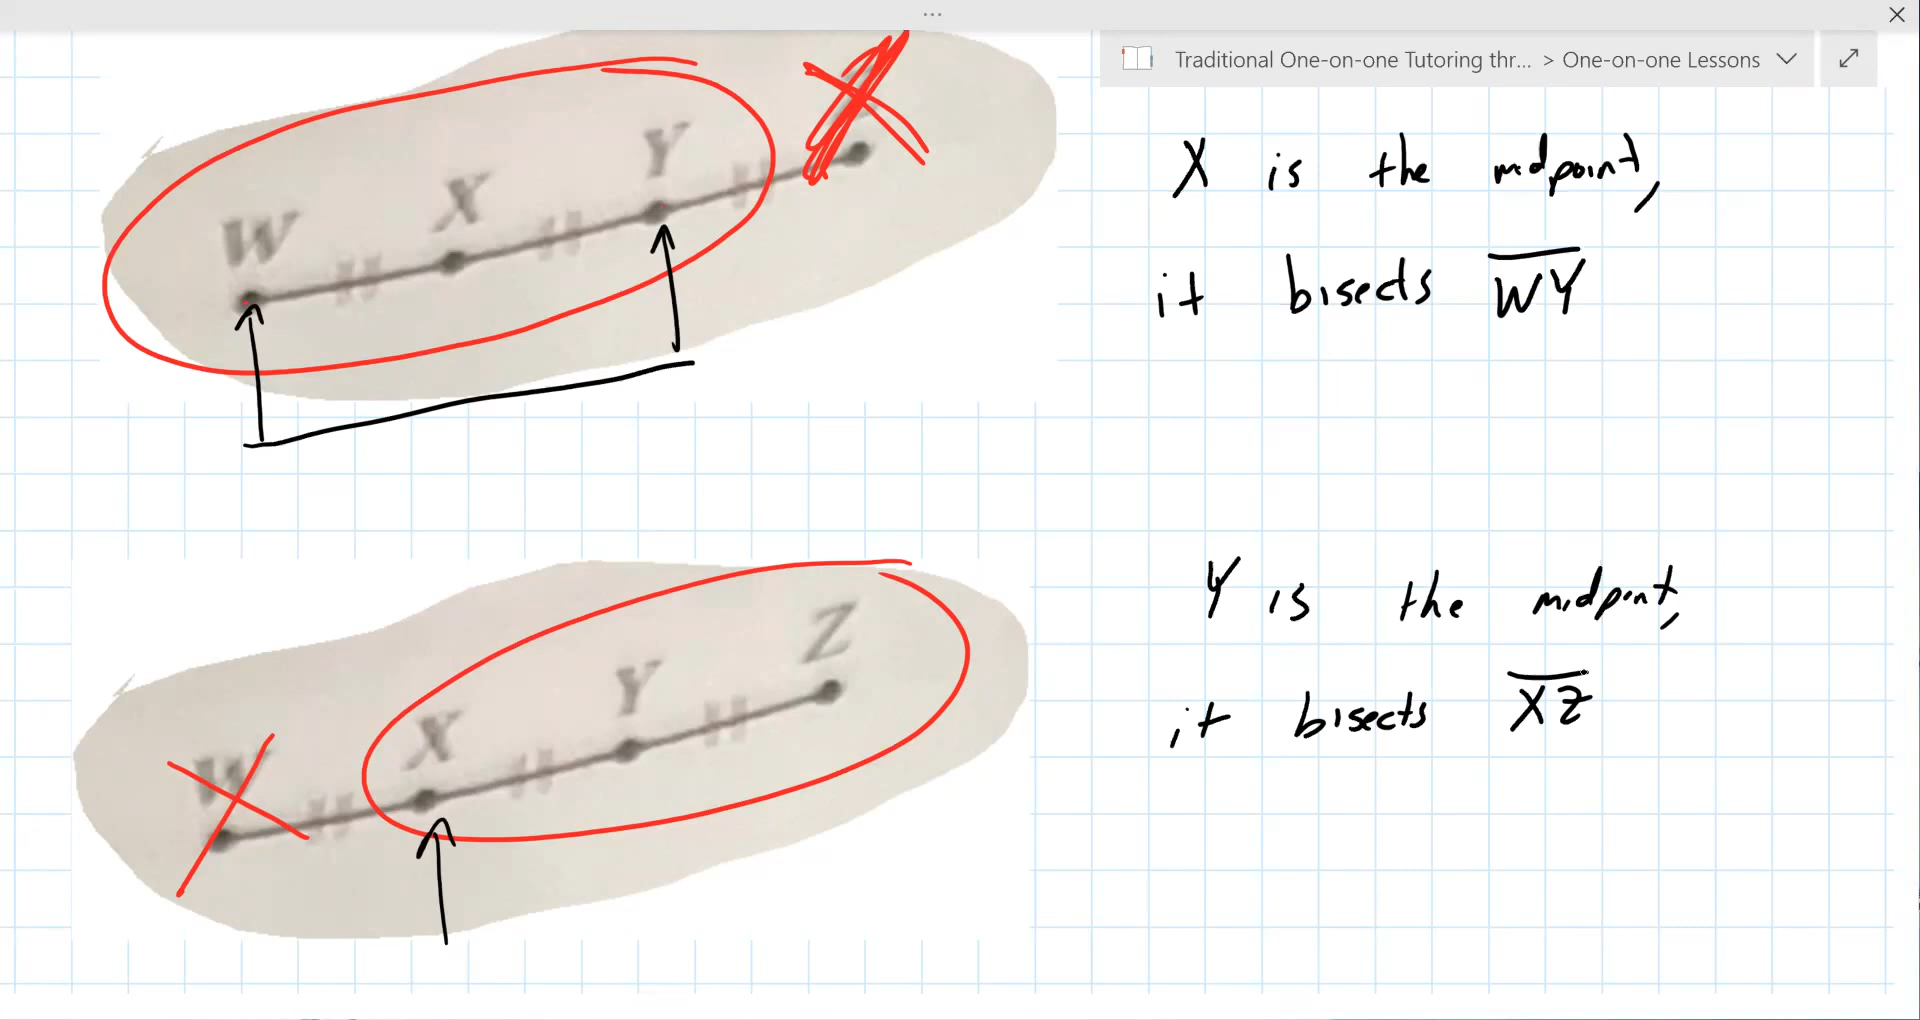 ...
Traditional One-on-one Tutoring thr... > One-on-one Lessons
X is the midpoint,
it bisects WY
W X Y
Y is the midpoint,
it bisects XZ
W X Y Z